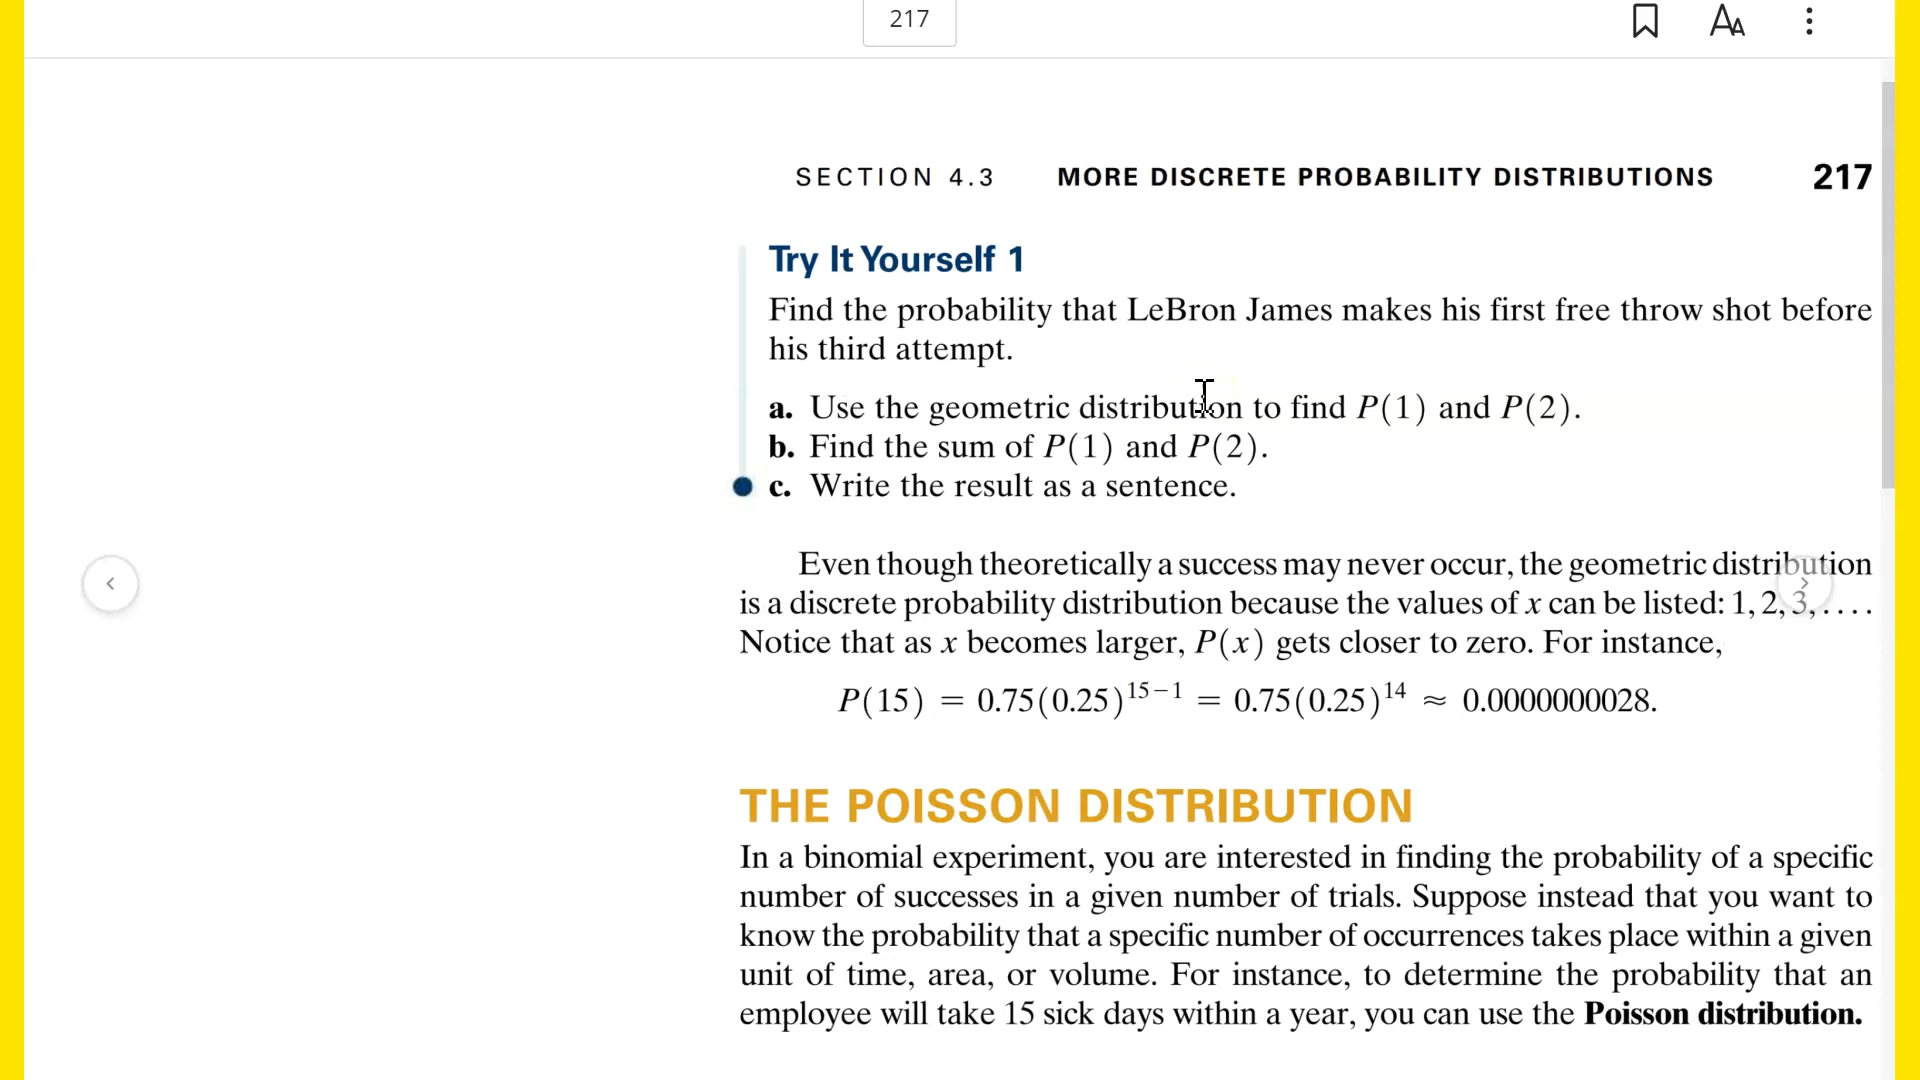 217
SECTION 4.3 MORE DISCRETE PROBABILITY DISTRIBUTIONS 217
Try It Yourself 1
Find the probability that LeBron James makes his first free throw shot before
his third attempt.
a. Use the geometric distribution to find P(1) and P(2).
b. Find the sum of P(1) and P(2).
c. Write the result as a sentence.
Even though theoretically a success may never occur, the geometric distribution
is a discrete probability distribution because the values of x can be listed: 1, 2, 3, . . . .
Notice that as x becomes larger, P(x) gets closer to zero. For instance,
P(15) = 0.75(0.25)¹⁵⁻¹ = 0.75(0.25)¹⁴ ≈ 0.0000000028.
THE POISSON DISTRIBUTION
In a binomial experiment, you are interested in finding the probability of a specific
number of successes in a given number of trials. Suppose instead that you want to
know the probability that a specific number of occurrences takes place within a given
unit of time, area, or volume. For instance, to determine the probability that an
employee will take 15 sick days within a year, you can use the Poisson distribution.